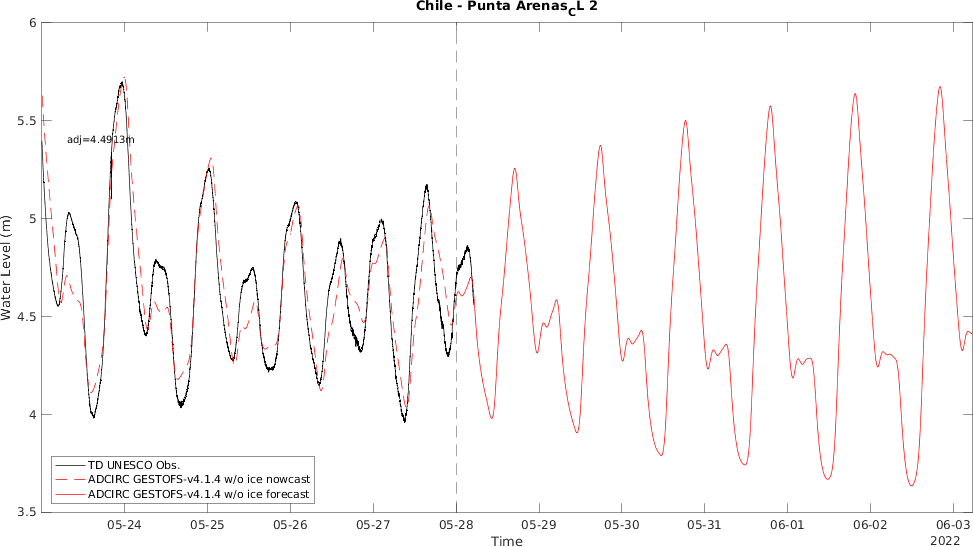 Chile - Punta Arenas_CL 2
6
5.5
5
4.5
4
3.5
Water Level (m)
adj=4.4913m
TD UNESCO Obs.
ADCIRC GESTOFS-v4.1.4 w/o ice nowcast
ADCIRC GESTOFS-v4.1.4 w/o ice forecast
05-24 05-25 05-26 05-27 05-28 05-29 05-30 05-31 06-01 06-02 06-03
Time
2022